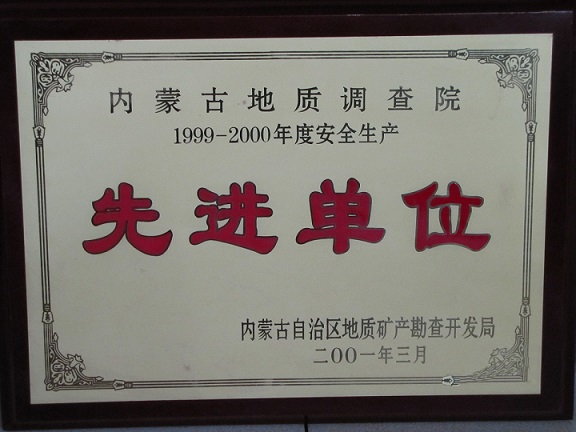 内蒙古地质调查院
1999-2000年度安全生产
先进单位
内蒙古自治区地质矿产勘查开发局
二〇〇一年三月